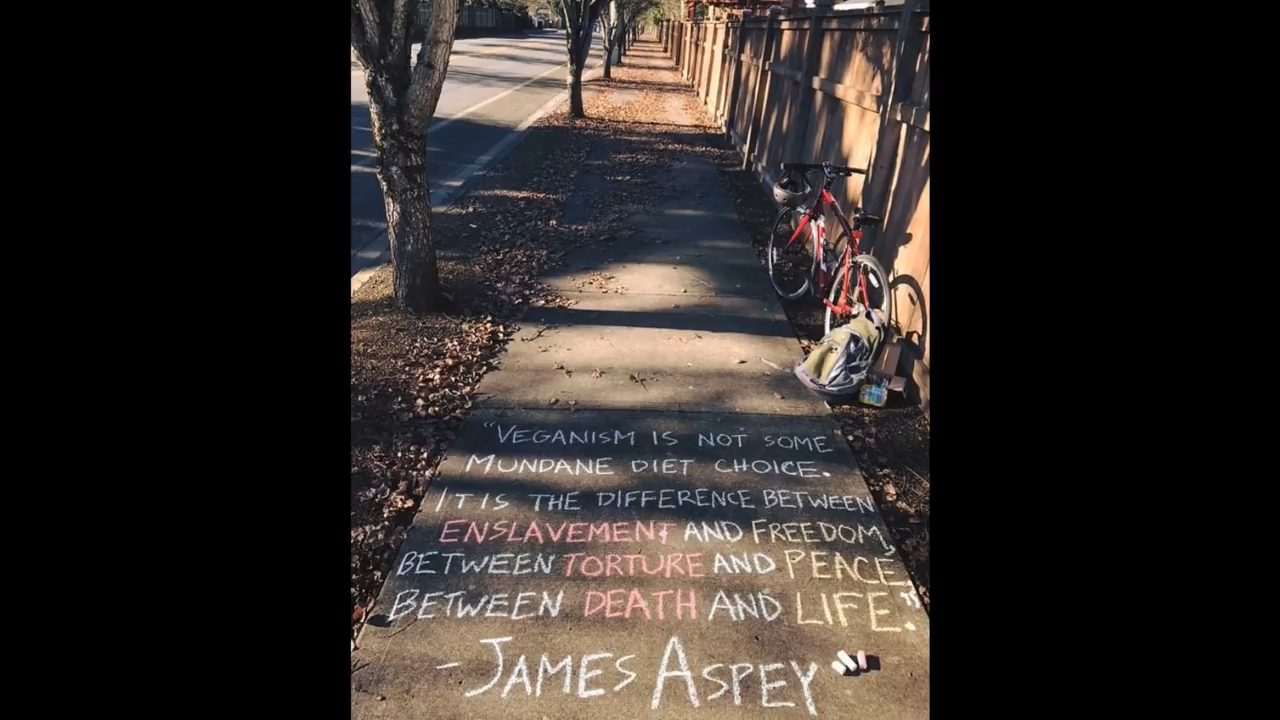 "VEGANISM IS NOT SOME
MUNDANE DIET CHOICE.
IT IS THE DIFFERENCE BETWEEN
ENSLAVEMENT AND FREEDOM,
BETWEEN TORTURE AND PEACE,
BETWEEN DEATH AND LIFE."
- JAMES ASPEY